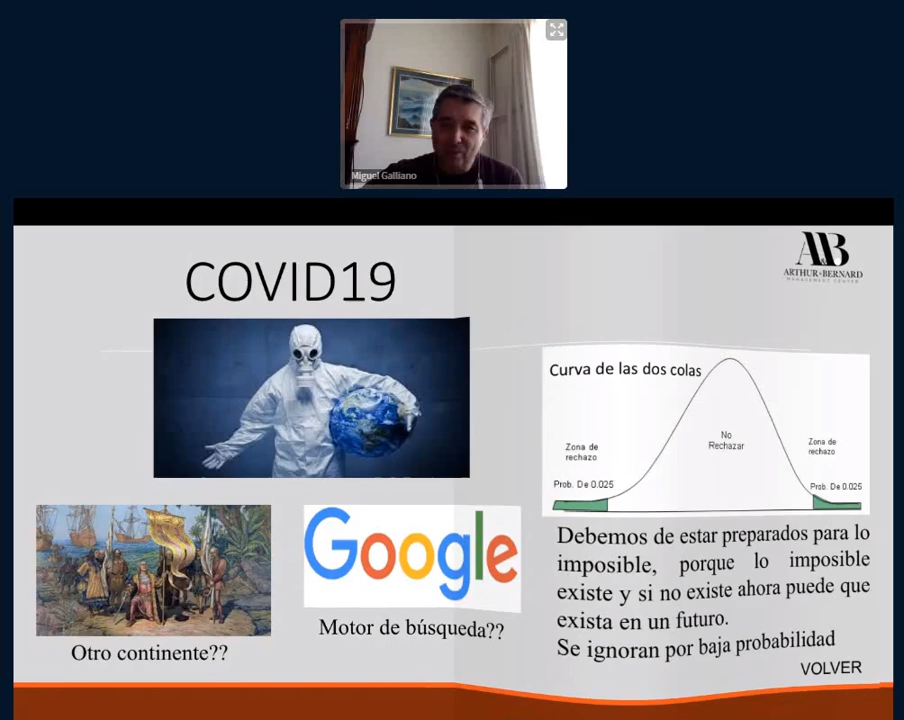 Miguel Galliano
AB
ARTHUR+BERNARD
MANAGEMENT CENTER
COVID19
Curva de las dos colas
No
Rechazar
Zona de
rechazo
Zona de
rechazo
Prob. De 0.025
Prob. De 0.025
Google
Otro continente??
Motor de búsqueda??
Debemos de estar preparados para lo
imposible, porque lo imposible
existe y si no existe ahora puede que
exista en un futuro.
Se ignoran por baja probabilidad
VOLVER